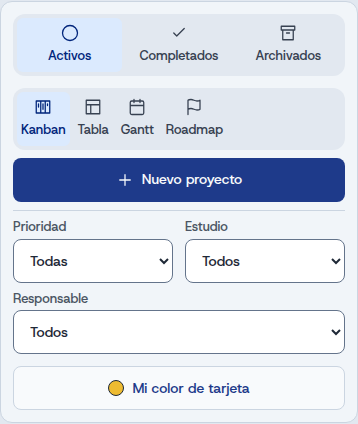 Activos Completados Archivados
Kanban Tabla Gantt Roadmap
Nuevo proyecto
Prioridad Estudio
Todas Todos
Responsable
Todos
Mi color de tarjeta